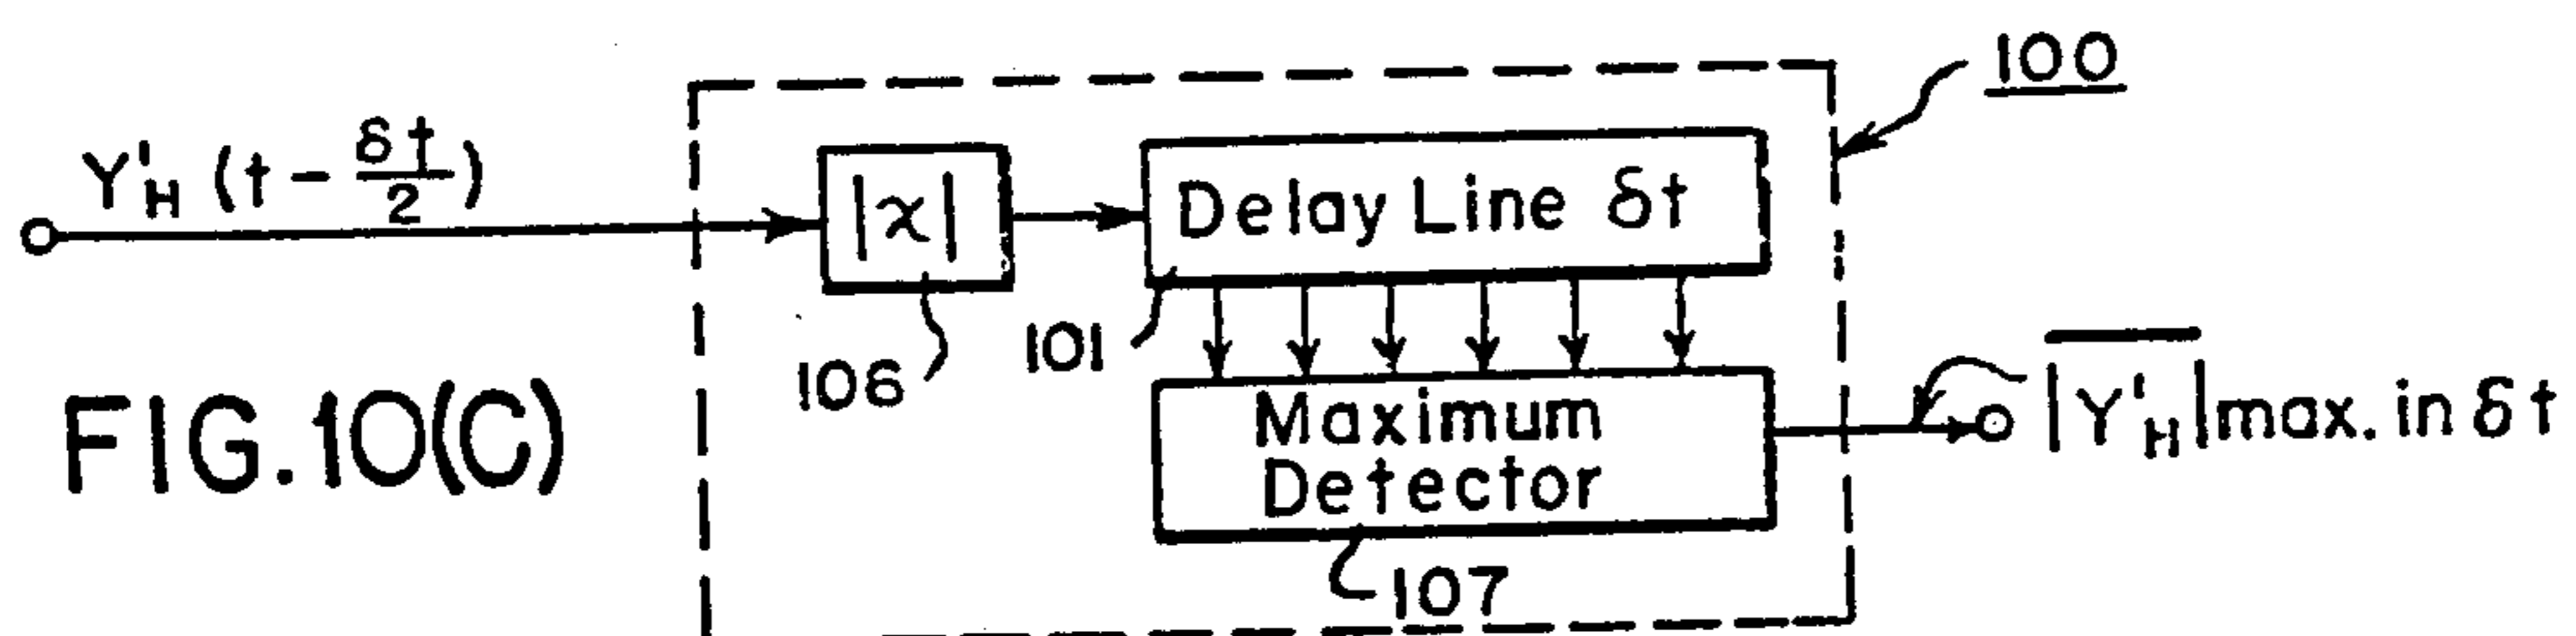 100
Y'H (t - δt/2)
|x|
Delay Line δt
101
106
Maximum
Detector
|Y'H| max. in δt
107
FIG. 10(C)